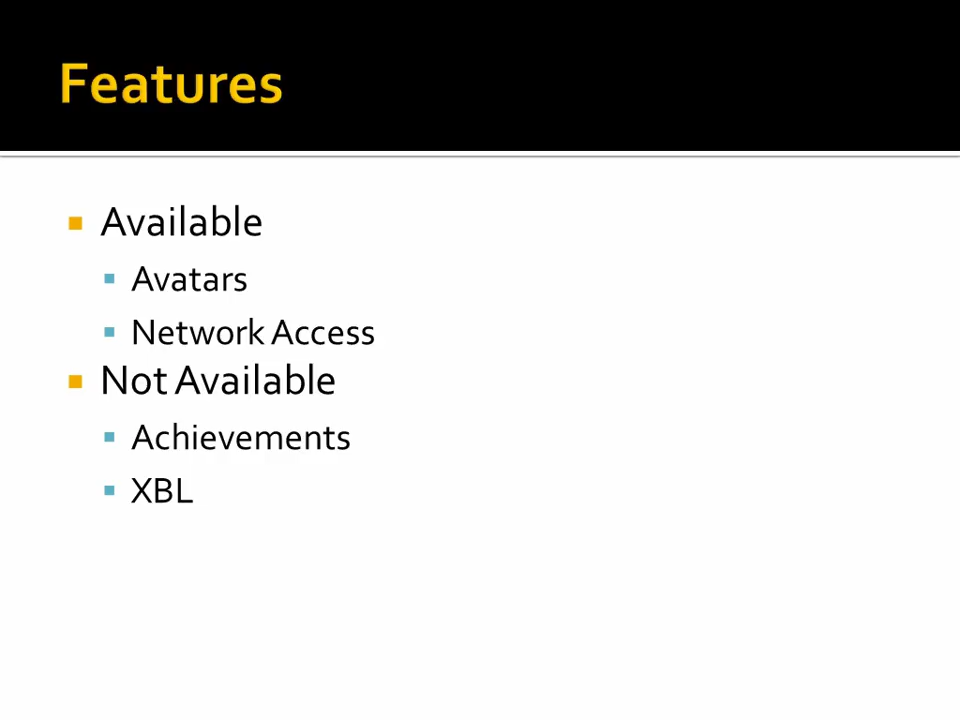 Features
Available
Avatars
Network Access
Not Available
Achievements
XBL